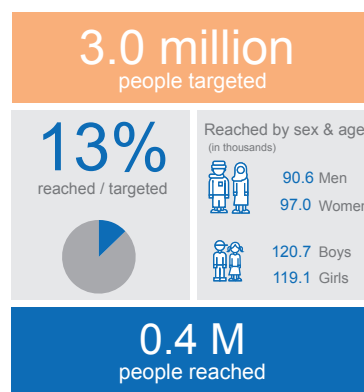 3.0 million
people targeted
13%
reached / targeted
Reached by sex & age
(in thousands)
90.6 Men
97.0 Women
120.7 Boys
119.1 Girls
0.4 M
people reached